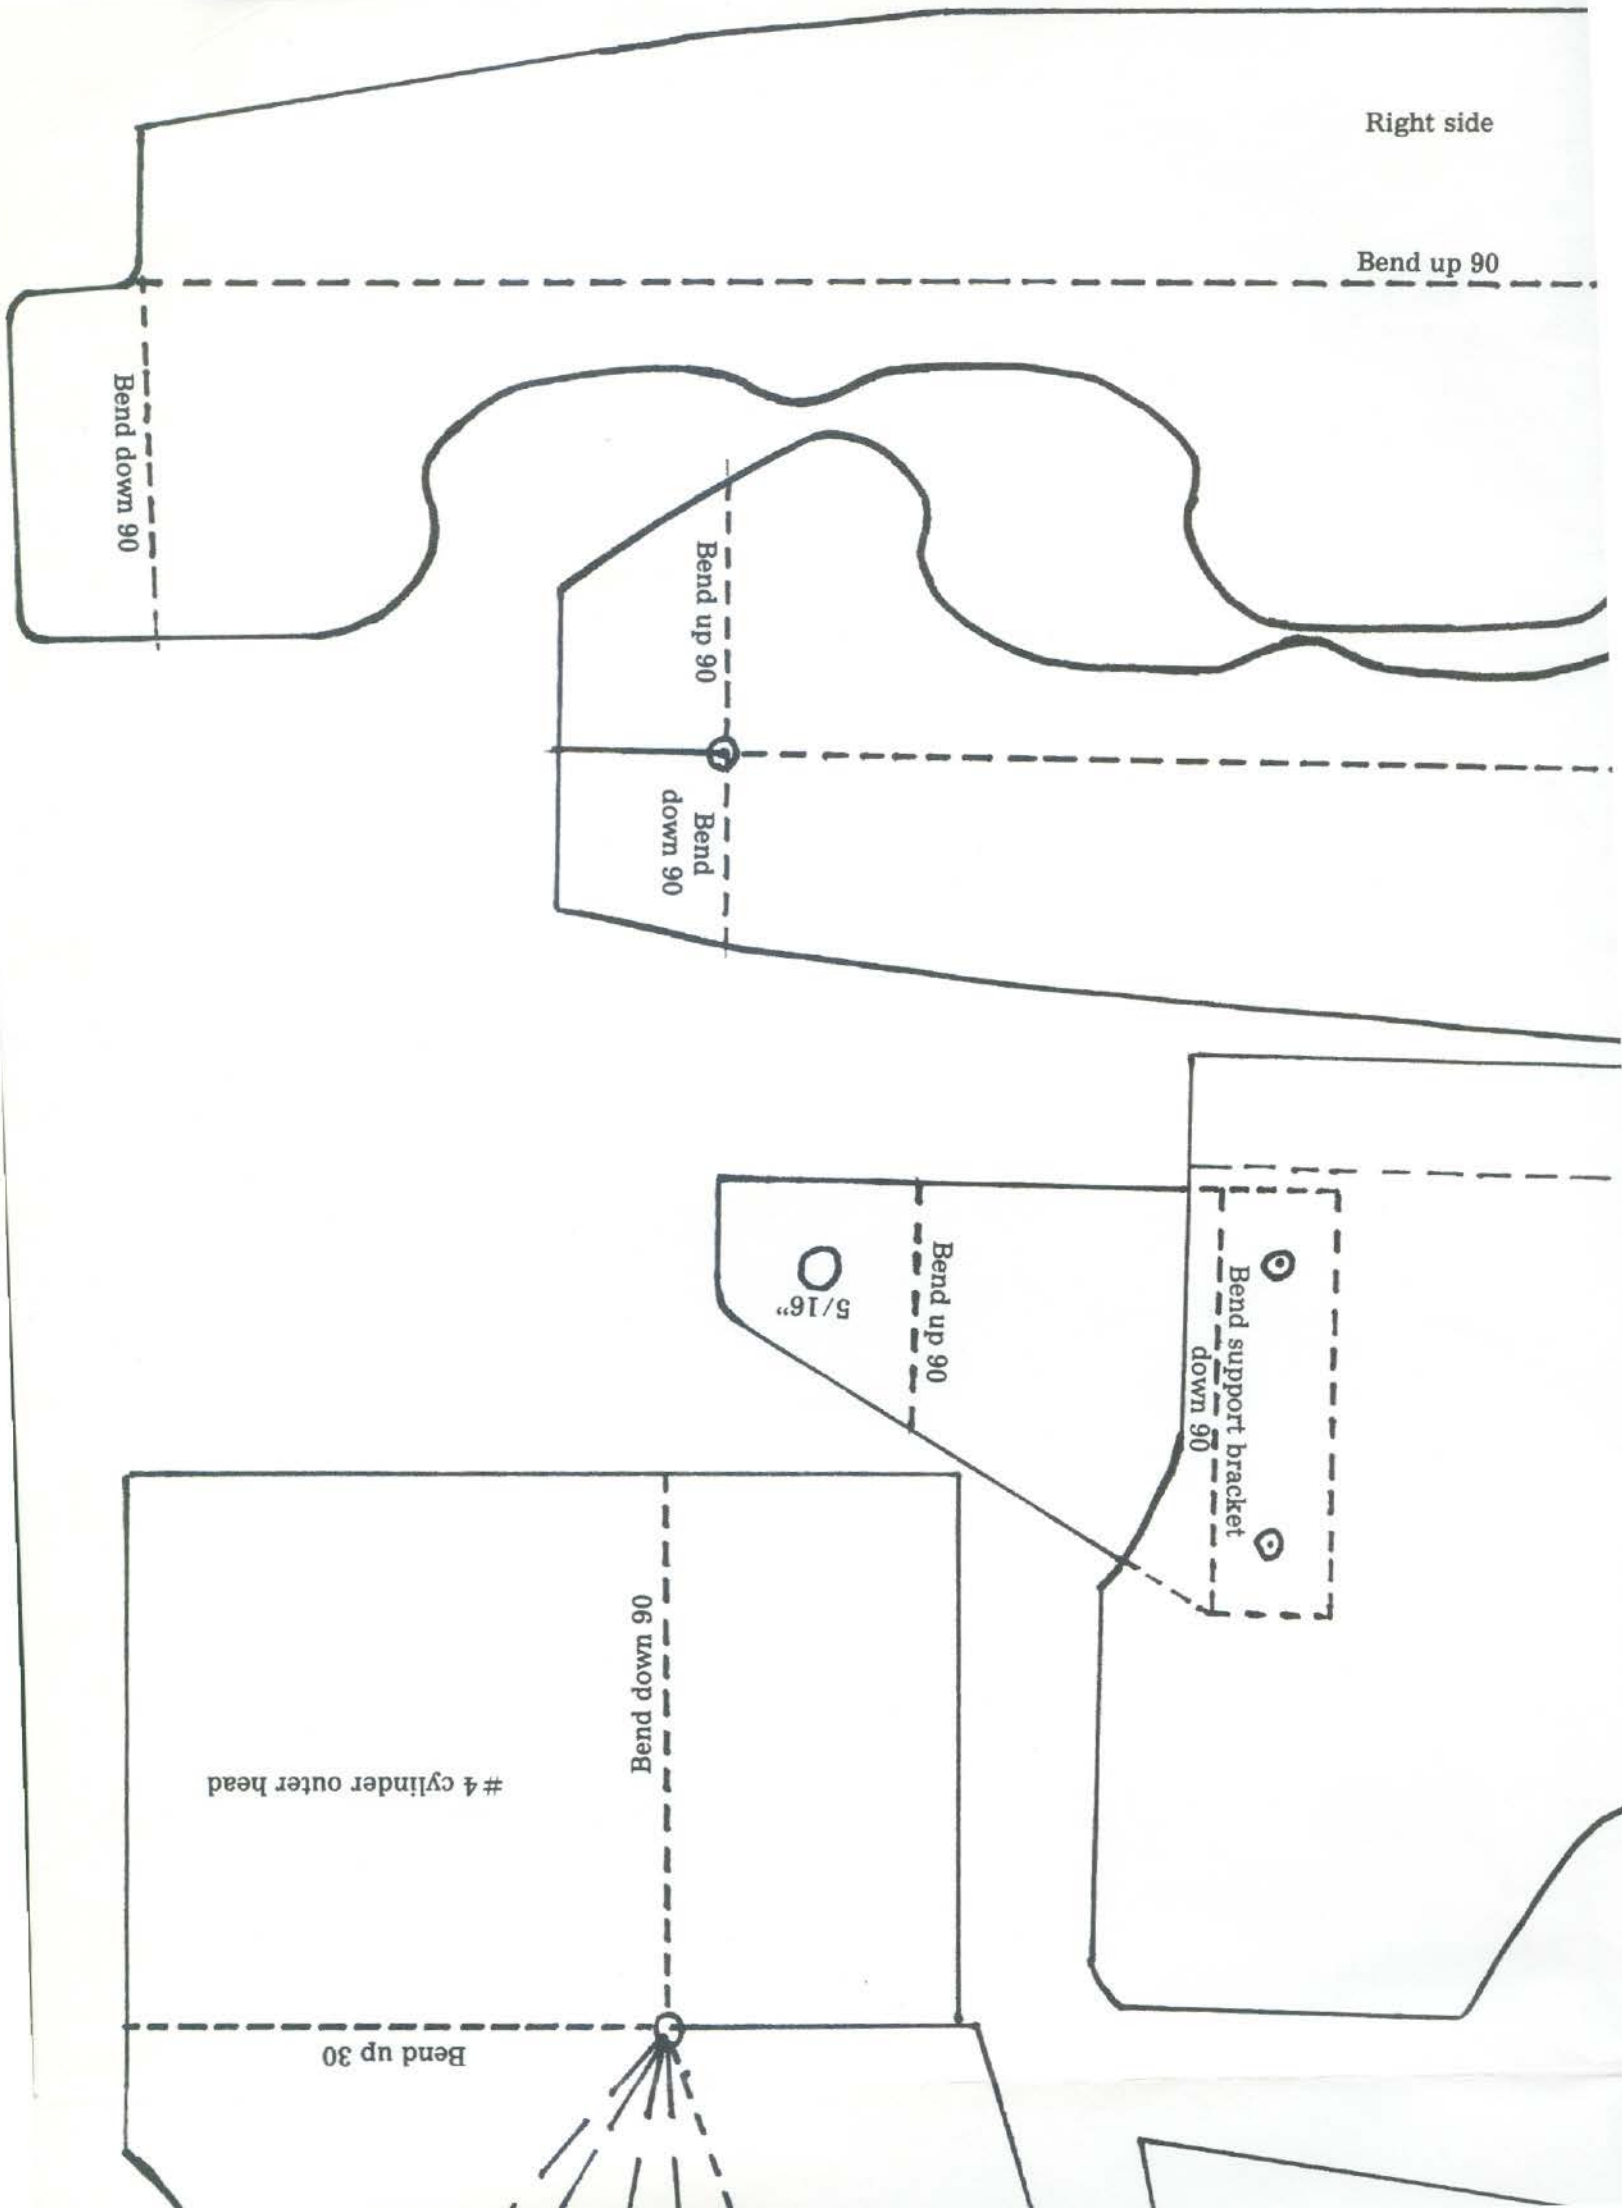 Right side
Bend up 90
Bend down 90
Bend up 90
Bend
down 90
Bend up 90
5/16"
Bend support bracket
down 90
Bend down 90
#4 cylinder outer head
Bend up 30